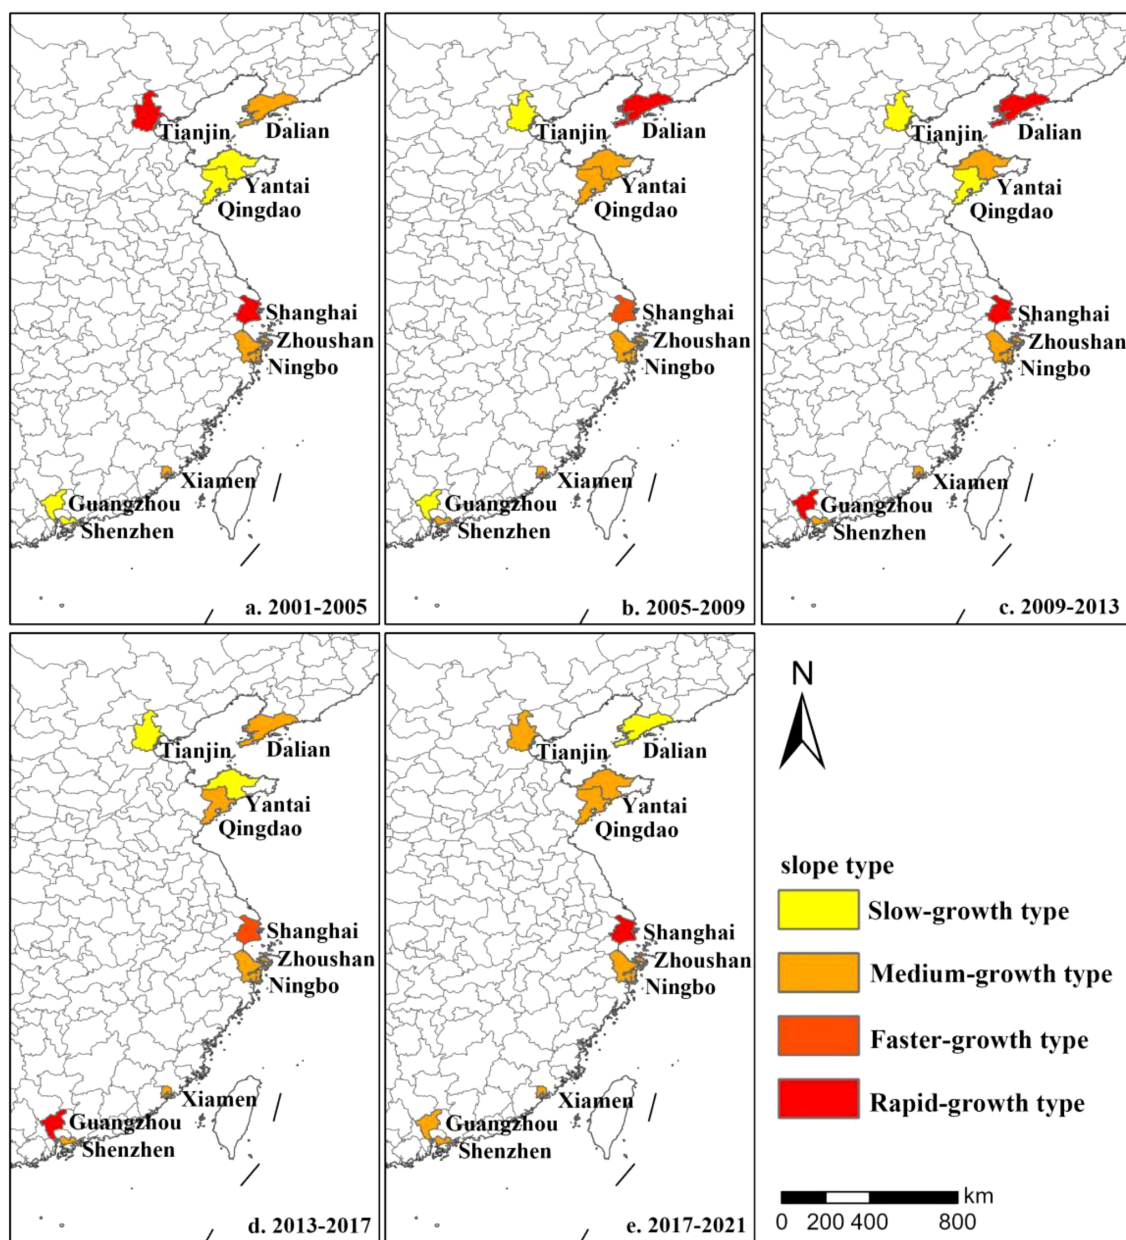 Tianjin
Dalian
Yantai
Qingdao
Shanghai
Zhoushan
Ningbo
Xiamen
Guangzhou
Shenzhen
a. 2001-2005
Tianjin
Dalian
Yantai
Qingdao
Shanghai
Zhoushan
Ningbo
Xiamen
Guangzhou
Shenzhen
b. 2005-2009
Tianjin
Dalian
Yantai
Qingdao
Shanghai
Zhoushan
Ningbo
Xiamen
Guangzhou
Shenzhen
c. 2009-2013
Tianjin
Dalian
Yantai
Qingdao
Shanghai
Zhoushan
Ningbo
Xiamen
Guangzhou
Shenzhen
d. 2013-2017
Tianjin
Dalian
Yantai
Qingdao
Shanghai
Zhoushan
Ningbo
Xiamen
Guangzhou
Shenzhen
e. 2017-2021
N
slope type
Slow-growth type
Medium-growth type
Faster-growth type
Rapid-growth type
km
0 200 400 800